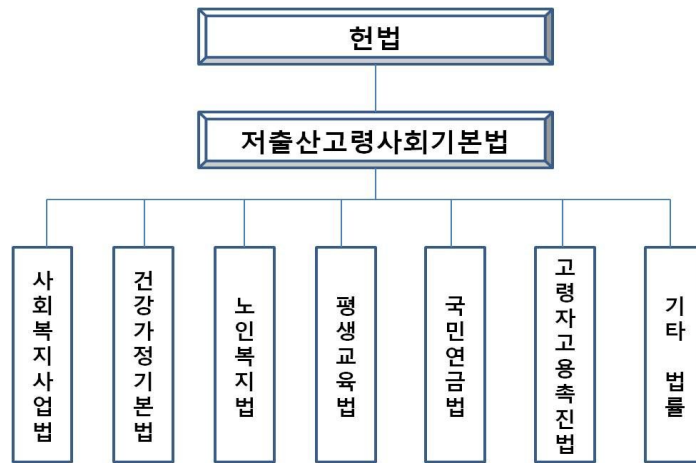 헌법
저출산고령사회기본법
사회복지사업법
건강가정기본법
노인복지법
평생교육법
국민연금법
고령자고용촉진법
기타 법률